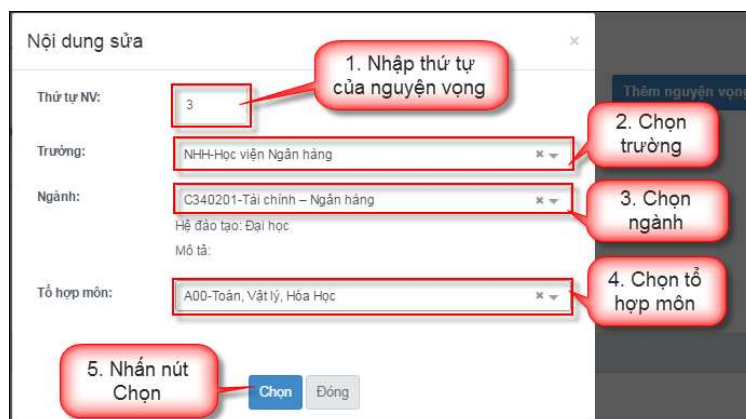 Nội dung sửa
×
1. Nhập thứ tự
của nguyện vọng
Thứ tự NV:
3
Thêm nguyện vọng
2. Chọn
trường
Trường:
NHH-Học viện Ngân hàng
3. Chọn
ngành
Ngành:
C340201-Tài chính – Ngân hàng
Hệ đào tạo: Đại học
Mô tả:
4. Chọn tổ
hợp môn
Tổ hợp môn:
A00-Toán, Vật lý, Hóa Học
5. Nhấn nút
Chọn
Chọn
Đóng